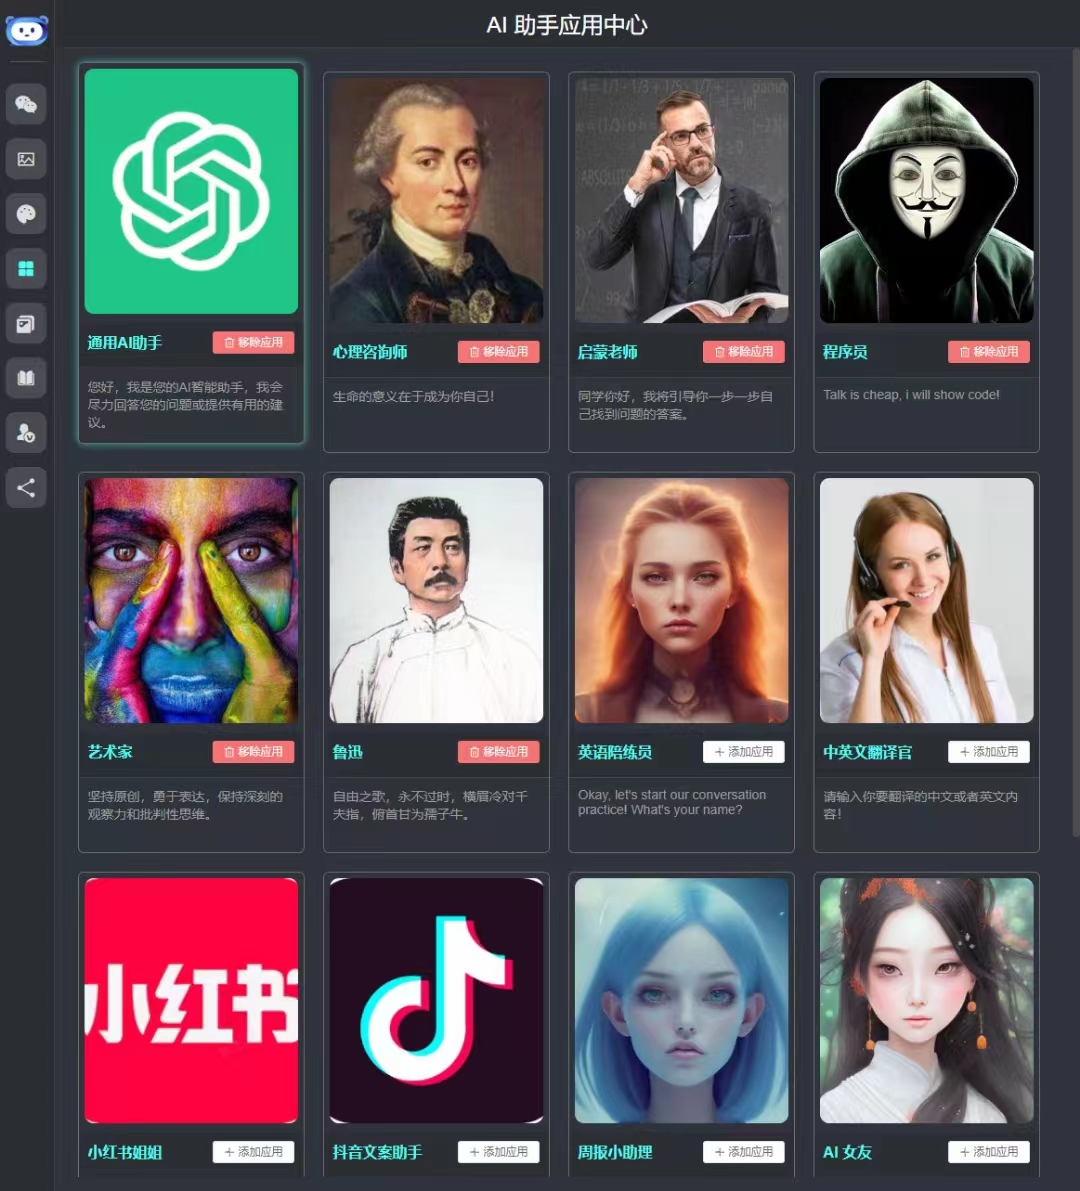 AI 助手应用中心
通用AI助手
移除应用
您好，我是您的AI智能助手，我会
尽力回答您的问题或提供有用的建
议。
心理咨询师
移除应用
生命的意义在于成为你自己！
启蒙老师
移除应用
同学你好，我将引导你一步一步自
己找到问题的答案。
程序员
移除应用
Talk is cheap, i will show code!
艺术家
移除应用
坚持原创，勇于表达，保持深刻的
观察力和批判性思维。
鲁迅
移除应用
自由之歌，永不过时，横眉冷对千
夫指，俯首甘为孺子牛。
英语陪练员
+ 添加应用
Okay, let's start our conversation
practice! What's your name?
中英文翻译官
+ 添加应用
请输入你要翻译的中文或者英文内
容！
小红书
小红书姐姐
+ 添加应用
抖音文案助手
+ 添加应用
周报小助理
+ 添加应用
AI 女友
+ 添加应用